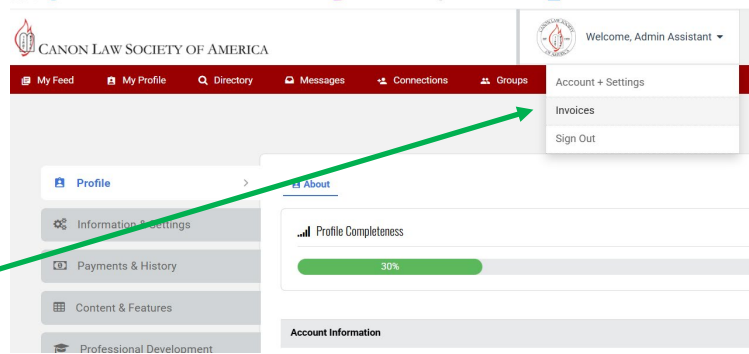 CANON LAW SOCIETY OF AMERICA
Welcome, Admin Assistant
My Feed My Profile Directory Messages Connections Groups
Account + Settings
Invoices
Sign Out
Profile
About
Information & Settings
Profile Completeness
Payments & History
30%
Content & Features
Account Information
Professional Development